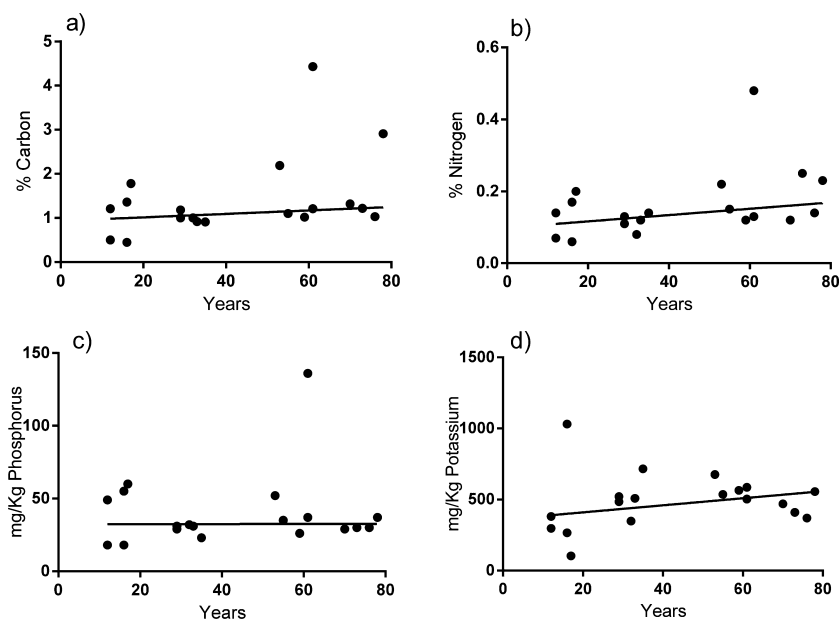 a)
5
4
3
2
1
0
% Carbon
0 20 40 60 80
Years
b)
0.6
0.4
0.2
0.0
% Nitrogen
0 20 40 60 80
Years
c)
150
100
50
0
mg/Kg Phosphorus
0 20 40 60 80
Years
d)
1500
1000
500
0
mg/Kg Potassium
0 20 40 60 80
Years